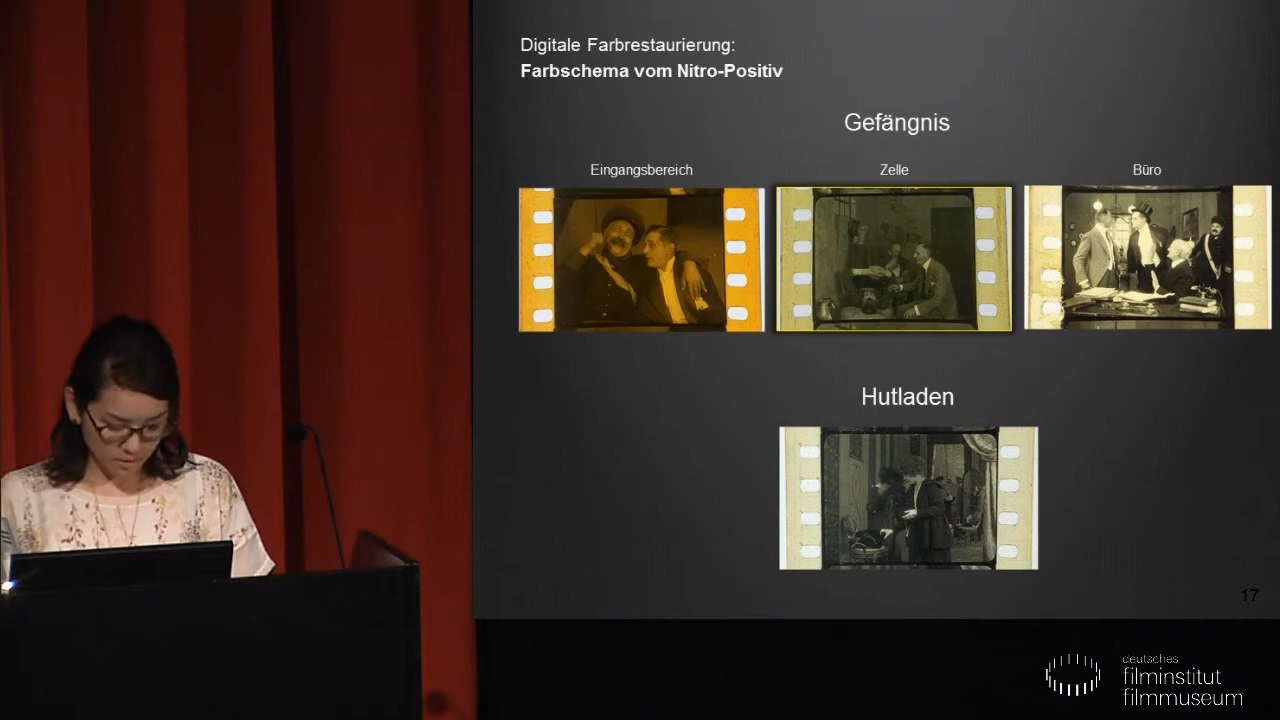 Digitale Farbrestaurierung:
Farbschema vom Nitro-Positiv
Gefängnis
Eingangsbereich
Zelle
Büro
Hutladen
17
deutsches
filminstitut
filmmuseum